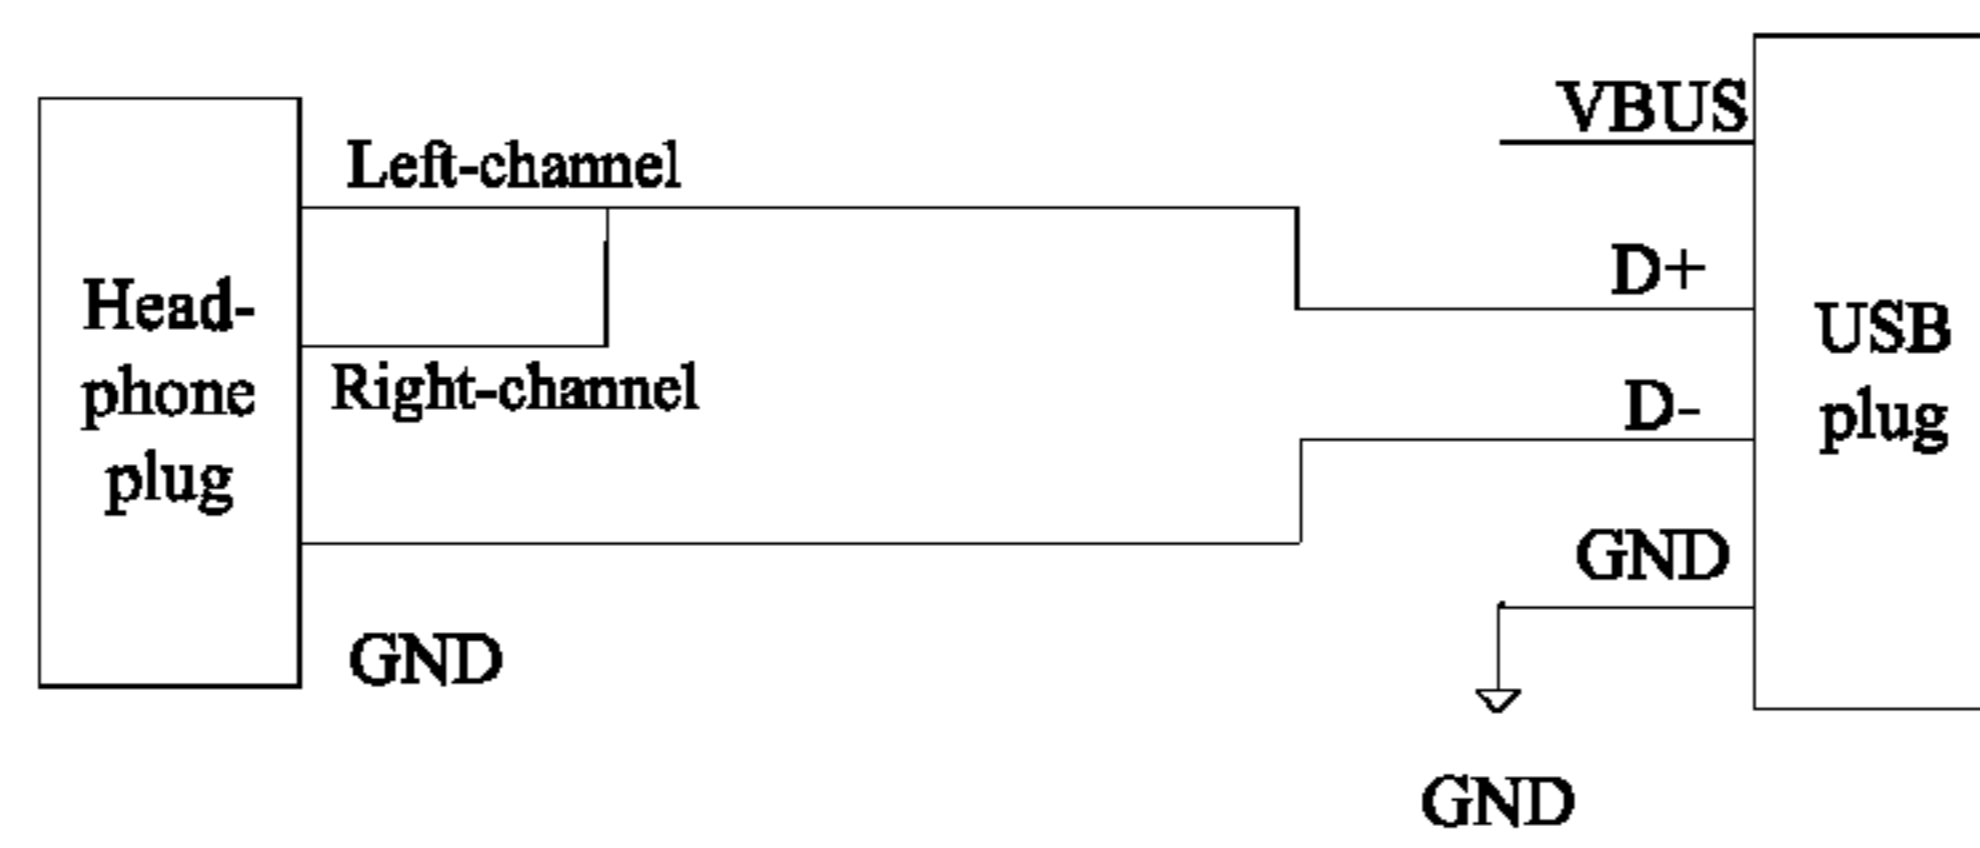 VBUS
Left-channel
D+
Head-
phone
plug
USB
plug
Right-channel
D-
GND
GND
GND